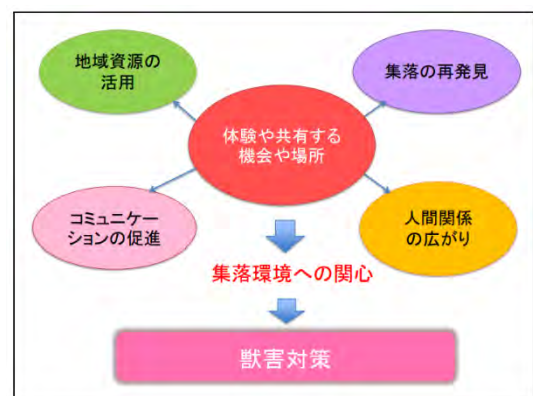 地域資源の
活用
集落の再発見
体験や共有する
機会や場所
コミュニケー
ションの促進
人間関係
の広がり
集落環境への関心
獣害対策